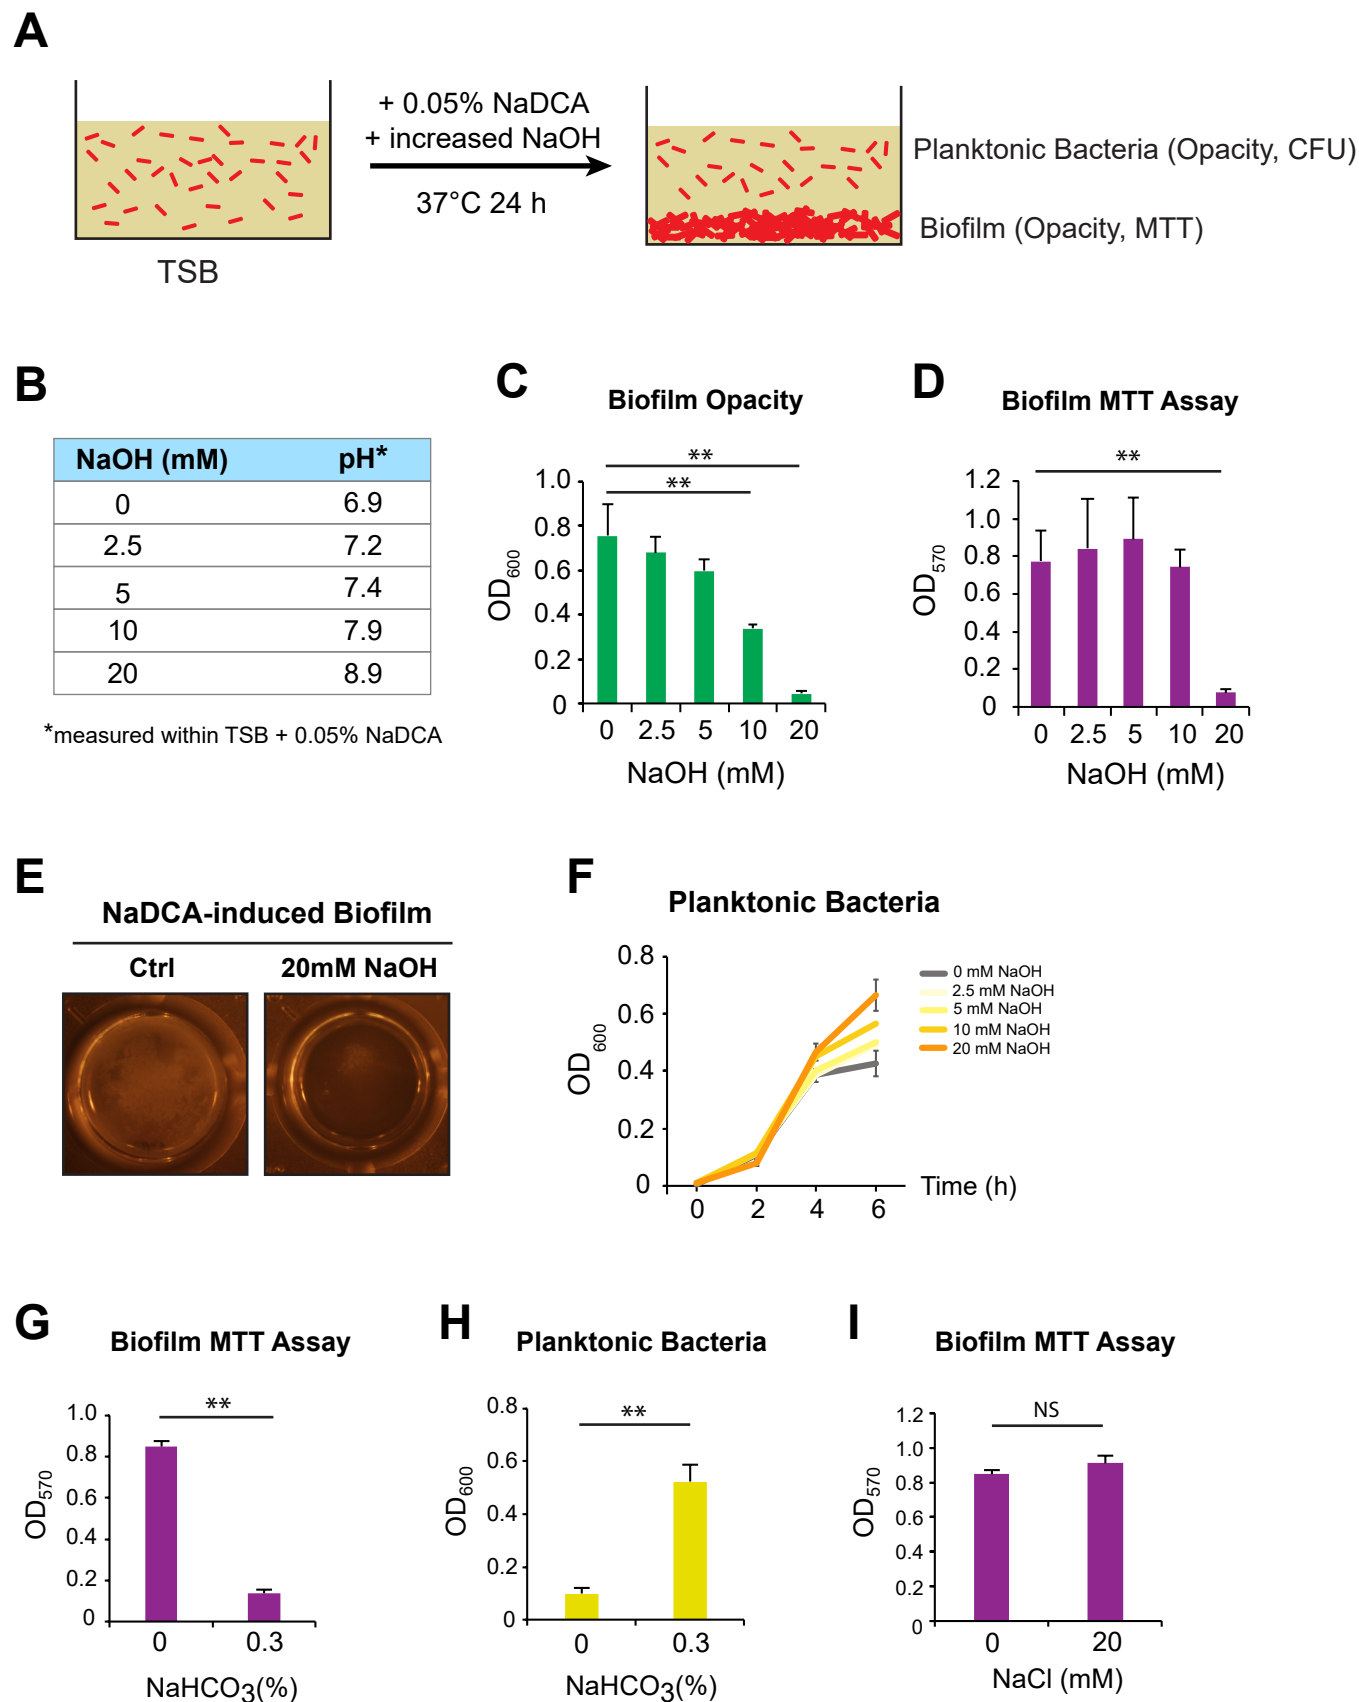 A
+ 0.05% NaDCA
+ increased NaOH
37°C 24 h
TSB
Planktonic Bacteria (Opacity, CFU)
Biofilm (Opacity, MTT)
B
NaOH (mM) pH*
0 6.9
2.5 7.2
5 7.4
10 7.9
20 8.9
*measured within TSB + 0.05% NaDCA
C
Biofilm Opacity
**
**
1.0
0.8
0.6
0.4
0.2
0
OD600
0 2.5 5 10 20
NaOH (mM)
D
Biofilm MTT Assay
**
1.2
1.0
0.8
0.6
0.4
0.2
0
OD570
0 2.5 5 10 20
NaOH (mM)
E
NaDCA-induced Biofilm
Ctrl 20mM NaOH
F
Planktonic Bacteria
0.8
0.6
0.4
0.2
0
OD600
0 2 4 6
Time (h)
0 mM NaOH
2.5 mM NaOH
5 mM NaOH
10 mM NaOH
20 mM NaOH
G
Biofilm MTT Assay
**
1.0
0.8
0.6
0.4
0.2
0
OD570
0 0.3
NaHCO3(%)
H
Planktonic Bacteria
**
0.8
0.6
0.4
0.2
0
OD600
0 0.3
NaHCO3(%)
I
Biofilm MTT Assay
NS
1.2
1.0
0.8
0.6
0.4
0.2
0
OD570
0 20
NaCl (mM)